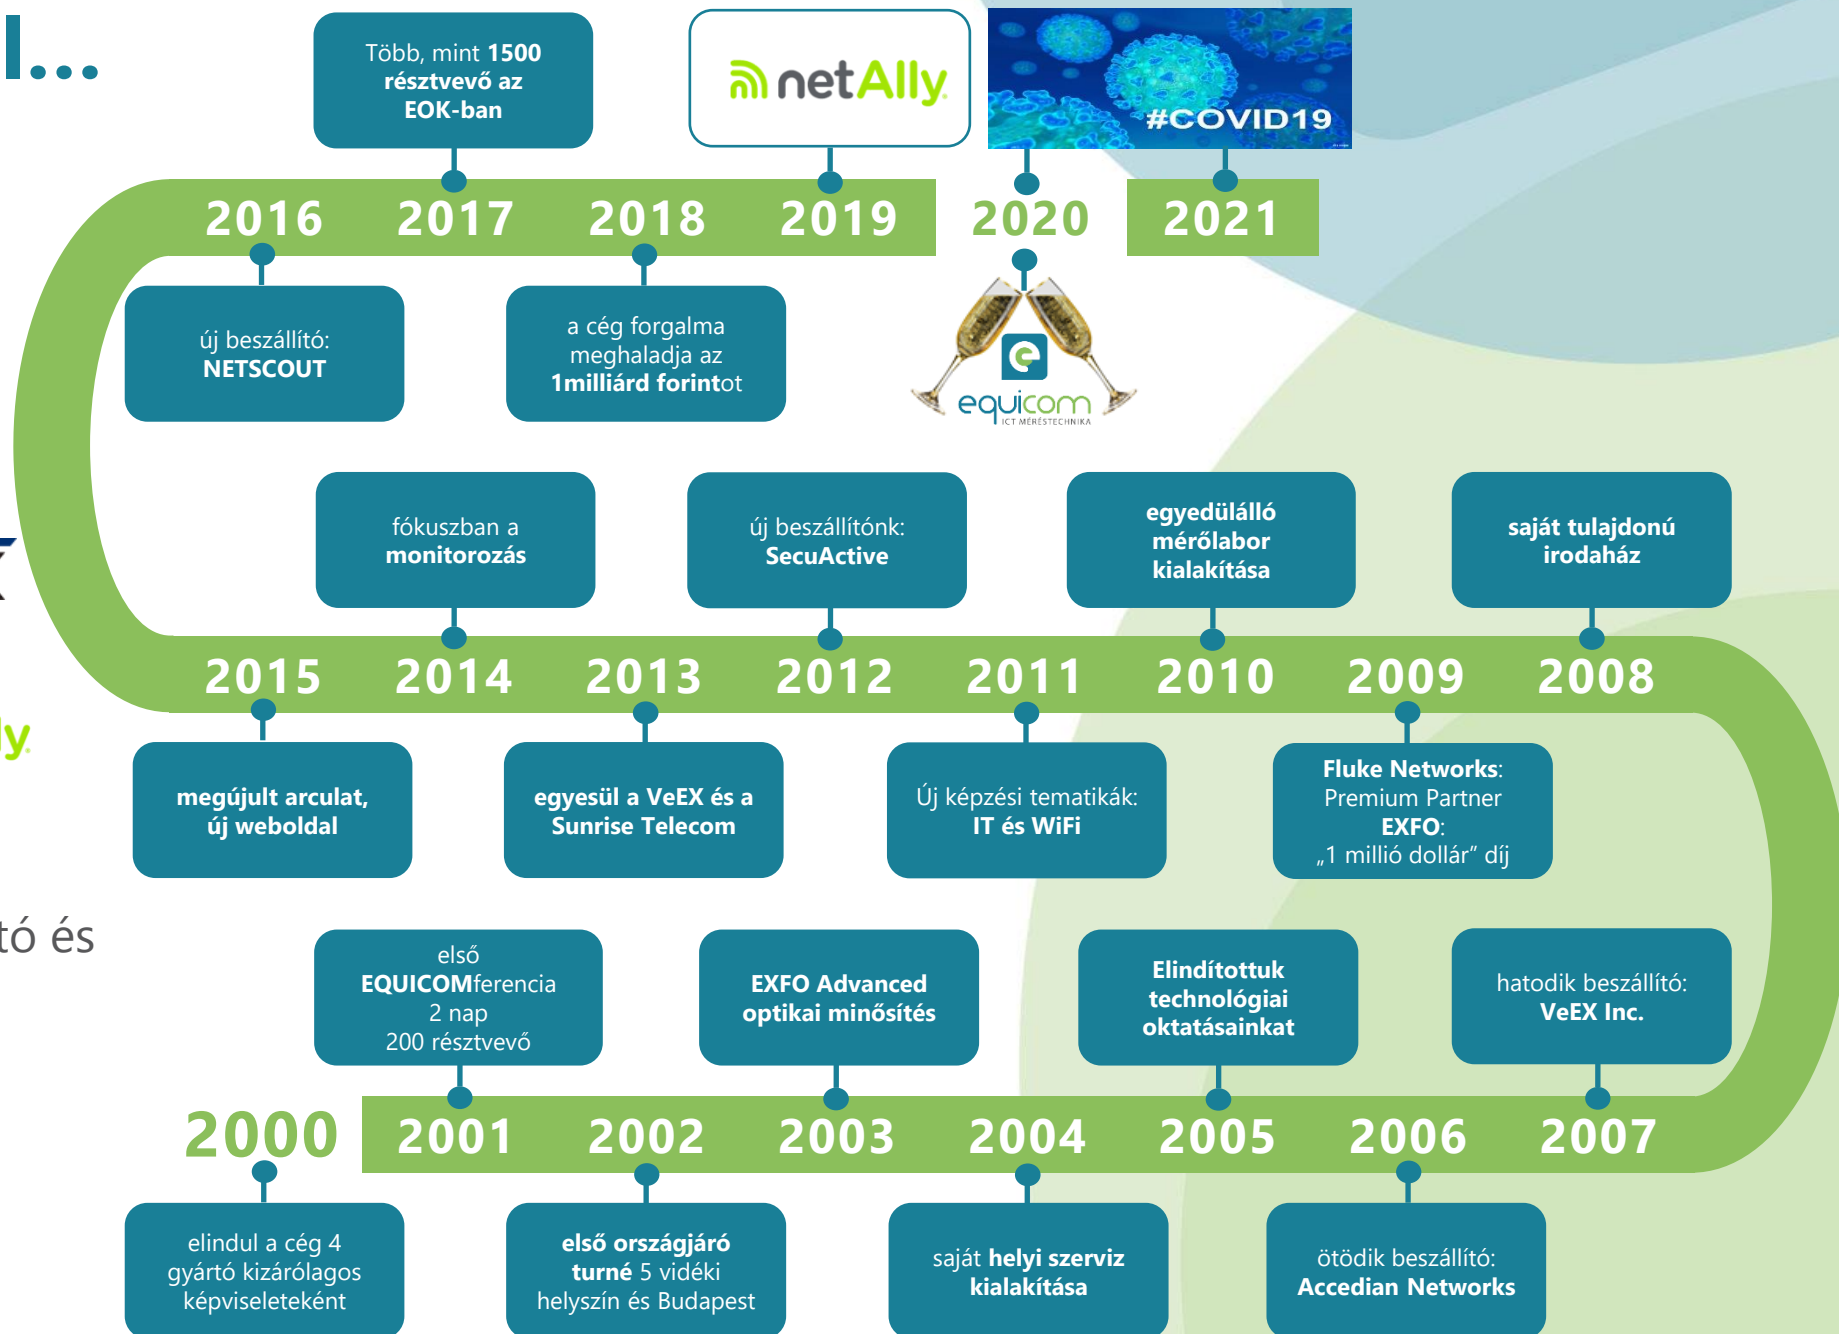 Több, mint 1500
résztvevő az
EOK-ban
netAlly
#COVID19
2016
2017
2018
2019
2020
2021
új beszállító:
NETSCOUT
a cég forgalma
meghaladja az
1milliárd forintot
equicom
ICT MÉRÉSTECHNIKA
fókuszban a
monitorozás
új beszállítónk:
SecuActive
egyedülálló
mérőlabor
kialakítása
saját tulajdonú
irodaház
2015
2014
2013
2012
2011
2010
2009
2008
megújult arculat,
új weboldal
egyesül a VeEX és a
Sunrise Telecom
Új képzési tematikák:
IT és WiFi
Fluke Networks:
Premium Partner
EXFO:
„1 millió dollár” díj
tó és
első
EQUICOMferencia
2 nap
200 résztvevő
EXFO Advanced
optikai minősítés
Elindítottuk
technológiai
oktatásainkat
hatodik beszállító:
VeEX Inc.
2000
2001
2002
2003
2004
2005
2006
2007
elindul a cég 4
gyártó kizárólagos
képviseleteként
első országjáró
turné 5 vidéki
helyszín és Budapest
saját helyi szerviz
kialakítása
ötödik beszállító:
Accedian Networks